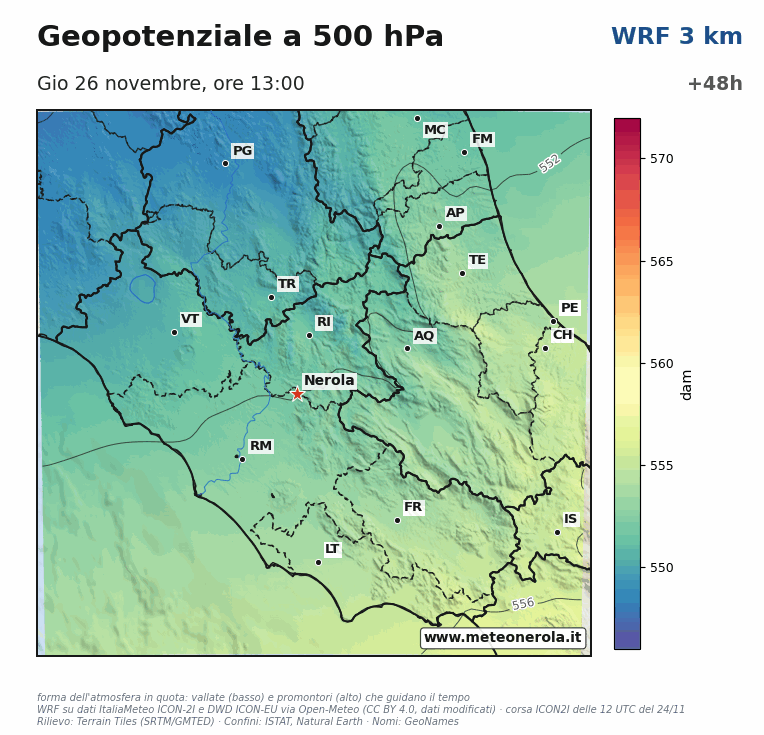 Geopotenziale a 500 hPa
WRF 3 km
Gio 26 novembre, ore 13:00
+48h
MC
FM
PG
552
AP
TE
TR
PE
VT
RI
CH
AQ
Nerola
RM
FR
IS
LT
556
www.meteonerola.it
570
565
560
555
550
dam
forma dell'atmosfera in quota: vallate (basso) e promontori (alto) che guidano il tempo
WRF su dati ItaliaMeteo ICON-2I e DWD ICON-EU via Open-Meteo (CC BY 4.0, dati modificati) · corsa ICON2I delle 12 UTC del 24/11
Rilievo: Terrain Tiles (SRTM/GMTED) · Confini: ISTAT, Natural Earth · Nomi: GeoNames